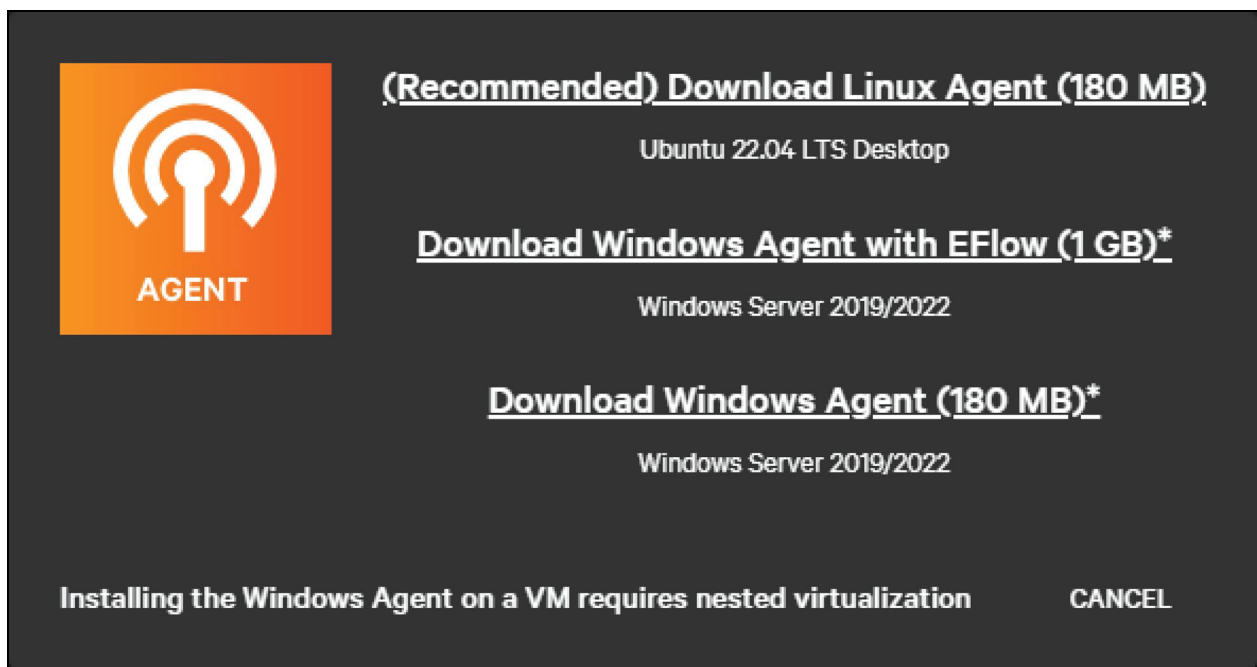 (Recommended) Download Linux Agent (180 MB)
Ubuntu 22.04 LTS Desktop
AGENT
Download Windows Agent with EFlow (1 GB)*
Windows Server 2019/2022
Download Windows Agent (180 MB)*
Windows Server 2019/2022
Installing the Windows Agent on a VM requires nested virtualization
CANCEL